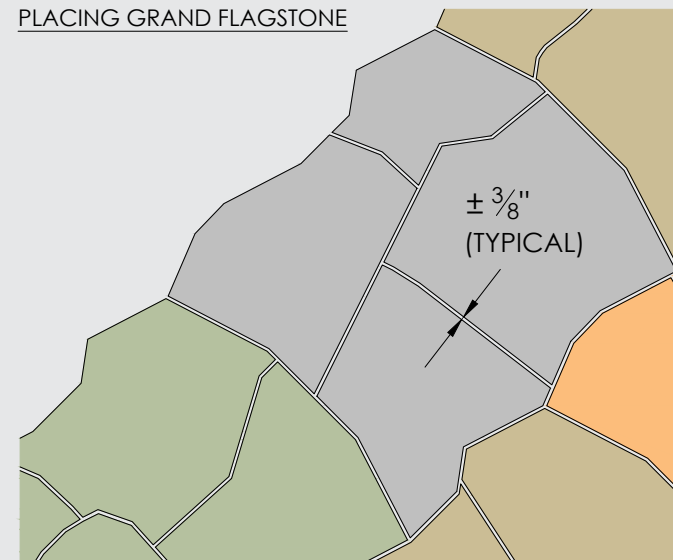 PLACING GRAND FLAGSTONE
± 3/8"
(TYPICAL)